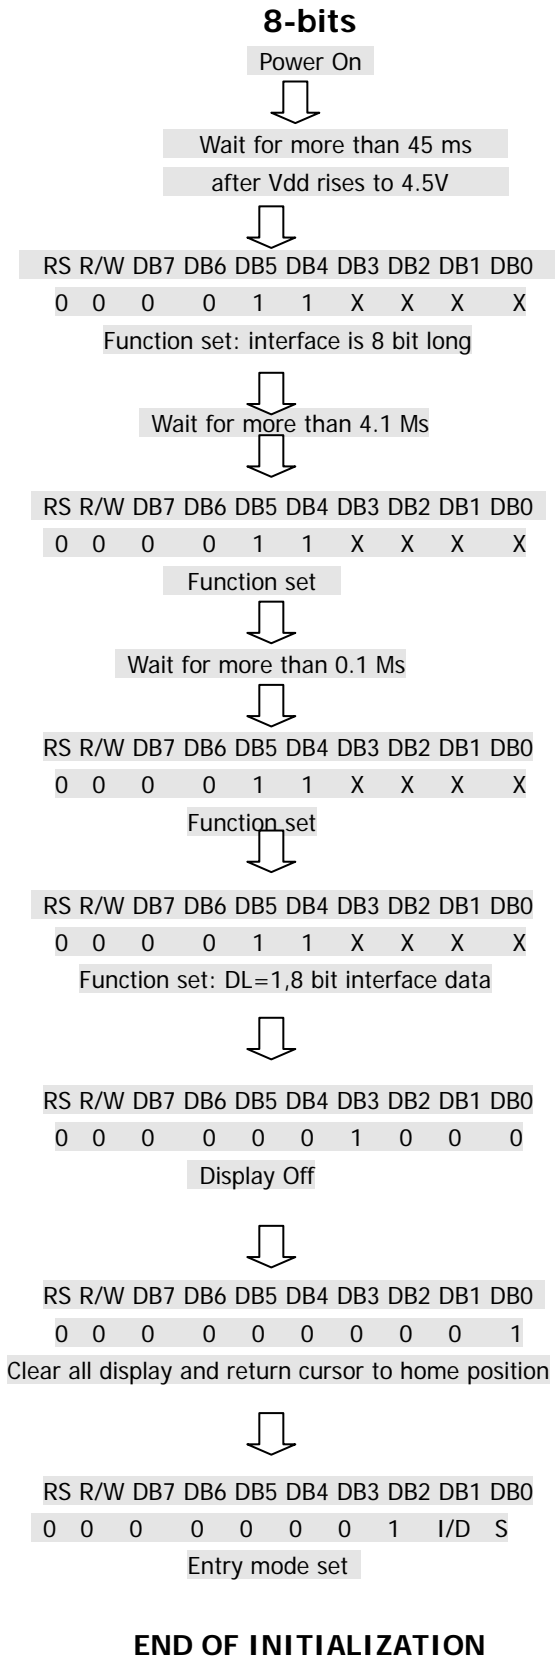 8-bits
Power On
Wait for more than 45 ms
after Vdd rises to 4.5V
RS R/W DB7 DB6 DB5 DB4 DB3 DB2 DB1 DB0
0 0 0 0 1 1 X X X X
Function set: interface is 8 bit long
Wait for more than 4.1 Ms
RS R/W DB7 DB6 DB5 DB4 DB3 DB2 DB1 DB0
0 0 0 0 1 1 X X X X
Function set
Wait for more than 0.1 Ms
RS R/W DB7 DB6 DB5 DB4 DB3 DB2 DB1 DB0
0 0 0 0 1 1 X X X X
Function set
RS R/W DB7 DB6 DB5 DB4 DB3 DB2 DB1 DB0
0 0 0 0 1 1 X X X X
Function set: DL=1,8 bit interface data
RS R/W DB7 DB6 DB5 DB4 DB3 DB2 DB1 DB0
0 0 0 0 0 0 1 0 0 0
Display Off
RS R/W DB7 DB6 DB5 DB4 DB3 DB2 DB1 DB0
0 0 0 0 0 0 0 0 0 1
Clear all display and return cursor to home position
RS R/W DB7 DB6 DB5 DB4 DB3 DB2 DB1 DB0
0 0 0 0 0 0 0 1 I/D S
Entry mode set
END OF INITIALIZATION